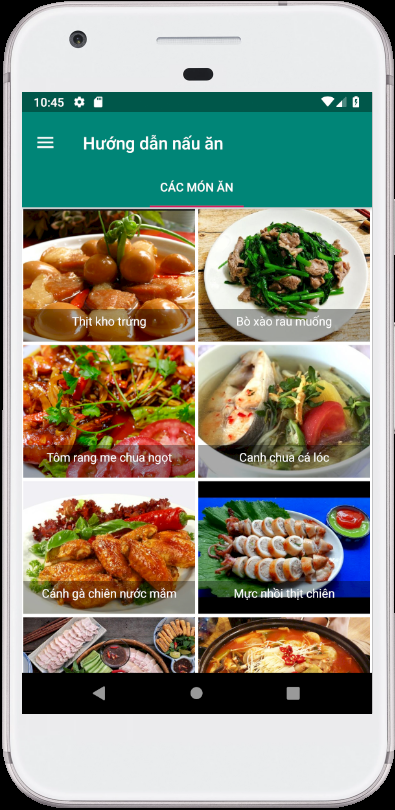 10:45
Hướng dẫn nấu ăn
CÁC MÓN ĂN
Thịt kho trứng
Bò xào rau muống
Tôm rang me chua ngọt
Canh chua cá lóc
Cánh gà chiên nước mắm
Mực nhồi thịt chiên